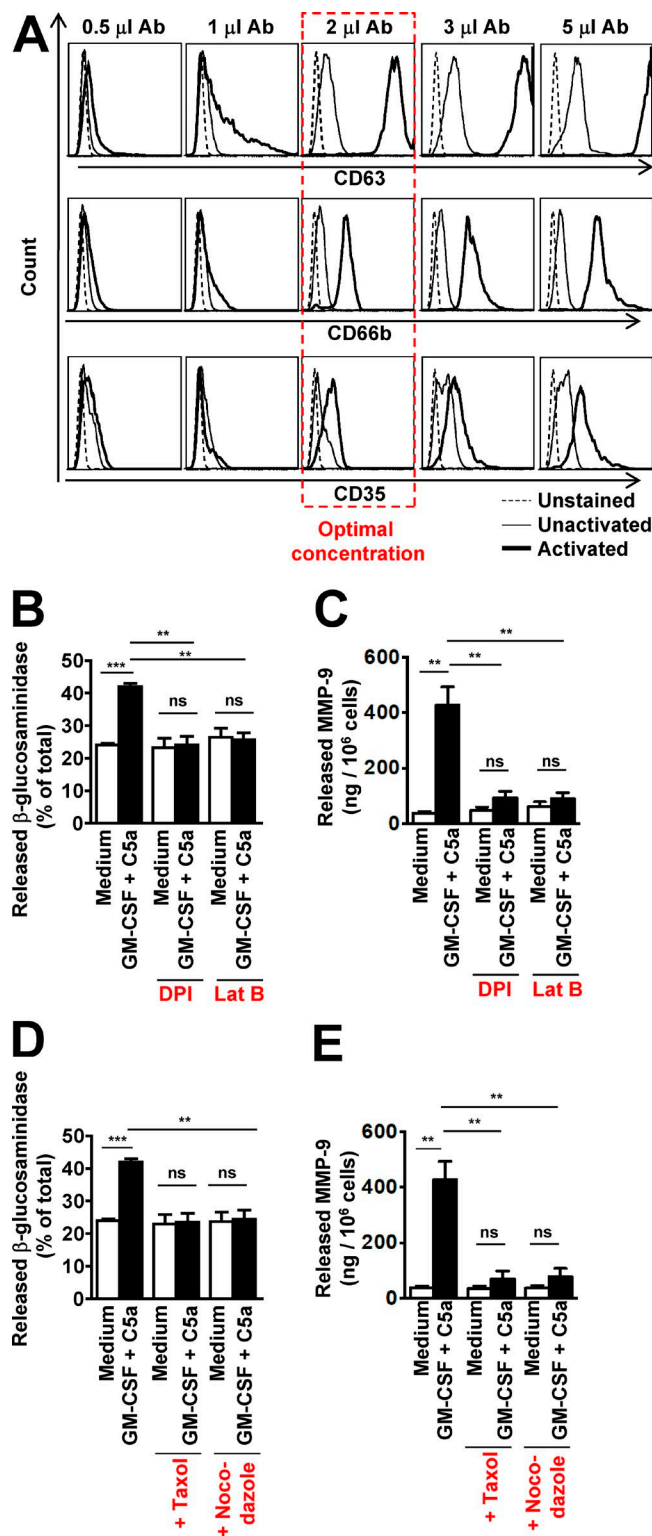 A
0.5 μl Ab 1 μl Ab 2 μl Ab 3 μl Ab 5 μl Ab
Count
CD63
CD66b
CD35
Optimal
concentration
Unstained
Unactivated
Activated
B
Released β-glucosaminidase
(% of total)
50
40
30
20
10
0
***
**
**
ns
ns
Medium
GM-CSF + C5a
Medium
GM-CSF + C5a
Medium
GM-CSF + C5a
DPI
Lat B
C
Released MMP-9
(ng / 10⁶ cells)
600
400
200
0
**
**
**
ns
ns
Medium
GM-CSF + C5a
Medium
GM-CSF + C5a
Medium
GM-CSF + C5a
DPI
Lat B
D
Released β-glucosaminidase
(% of total)
50
40
30
20
10
0
***
**
ns
ns
Medium
GM-CSF + C5a
Medium
GM-CSF + C5a
Medium
GM-CSF + C5a
+ Taxol
+ Noco-
dazole
E
Released MMP-9
(ng / 10⁶ cells)
600
400
200
0
**
**
**
ns
ns
Medium
GM-CSF + C5a
Medium
GM-CSF + C5a
Medium
GM-CSF + C5a
+ Taxol
+ Noco-
dazole